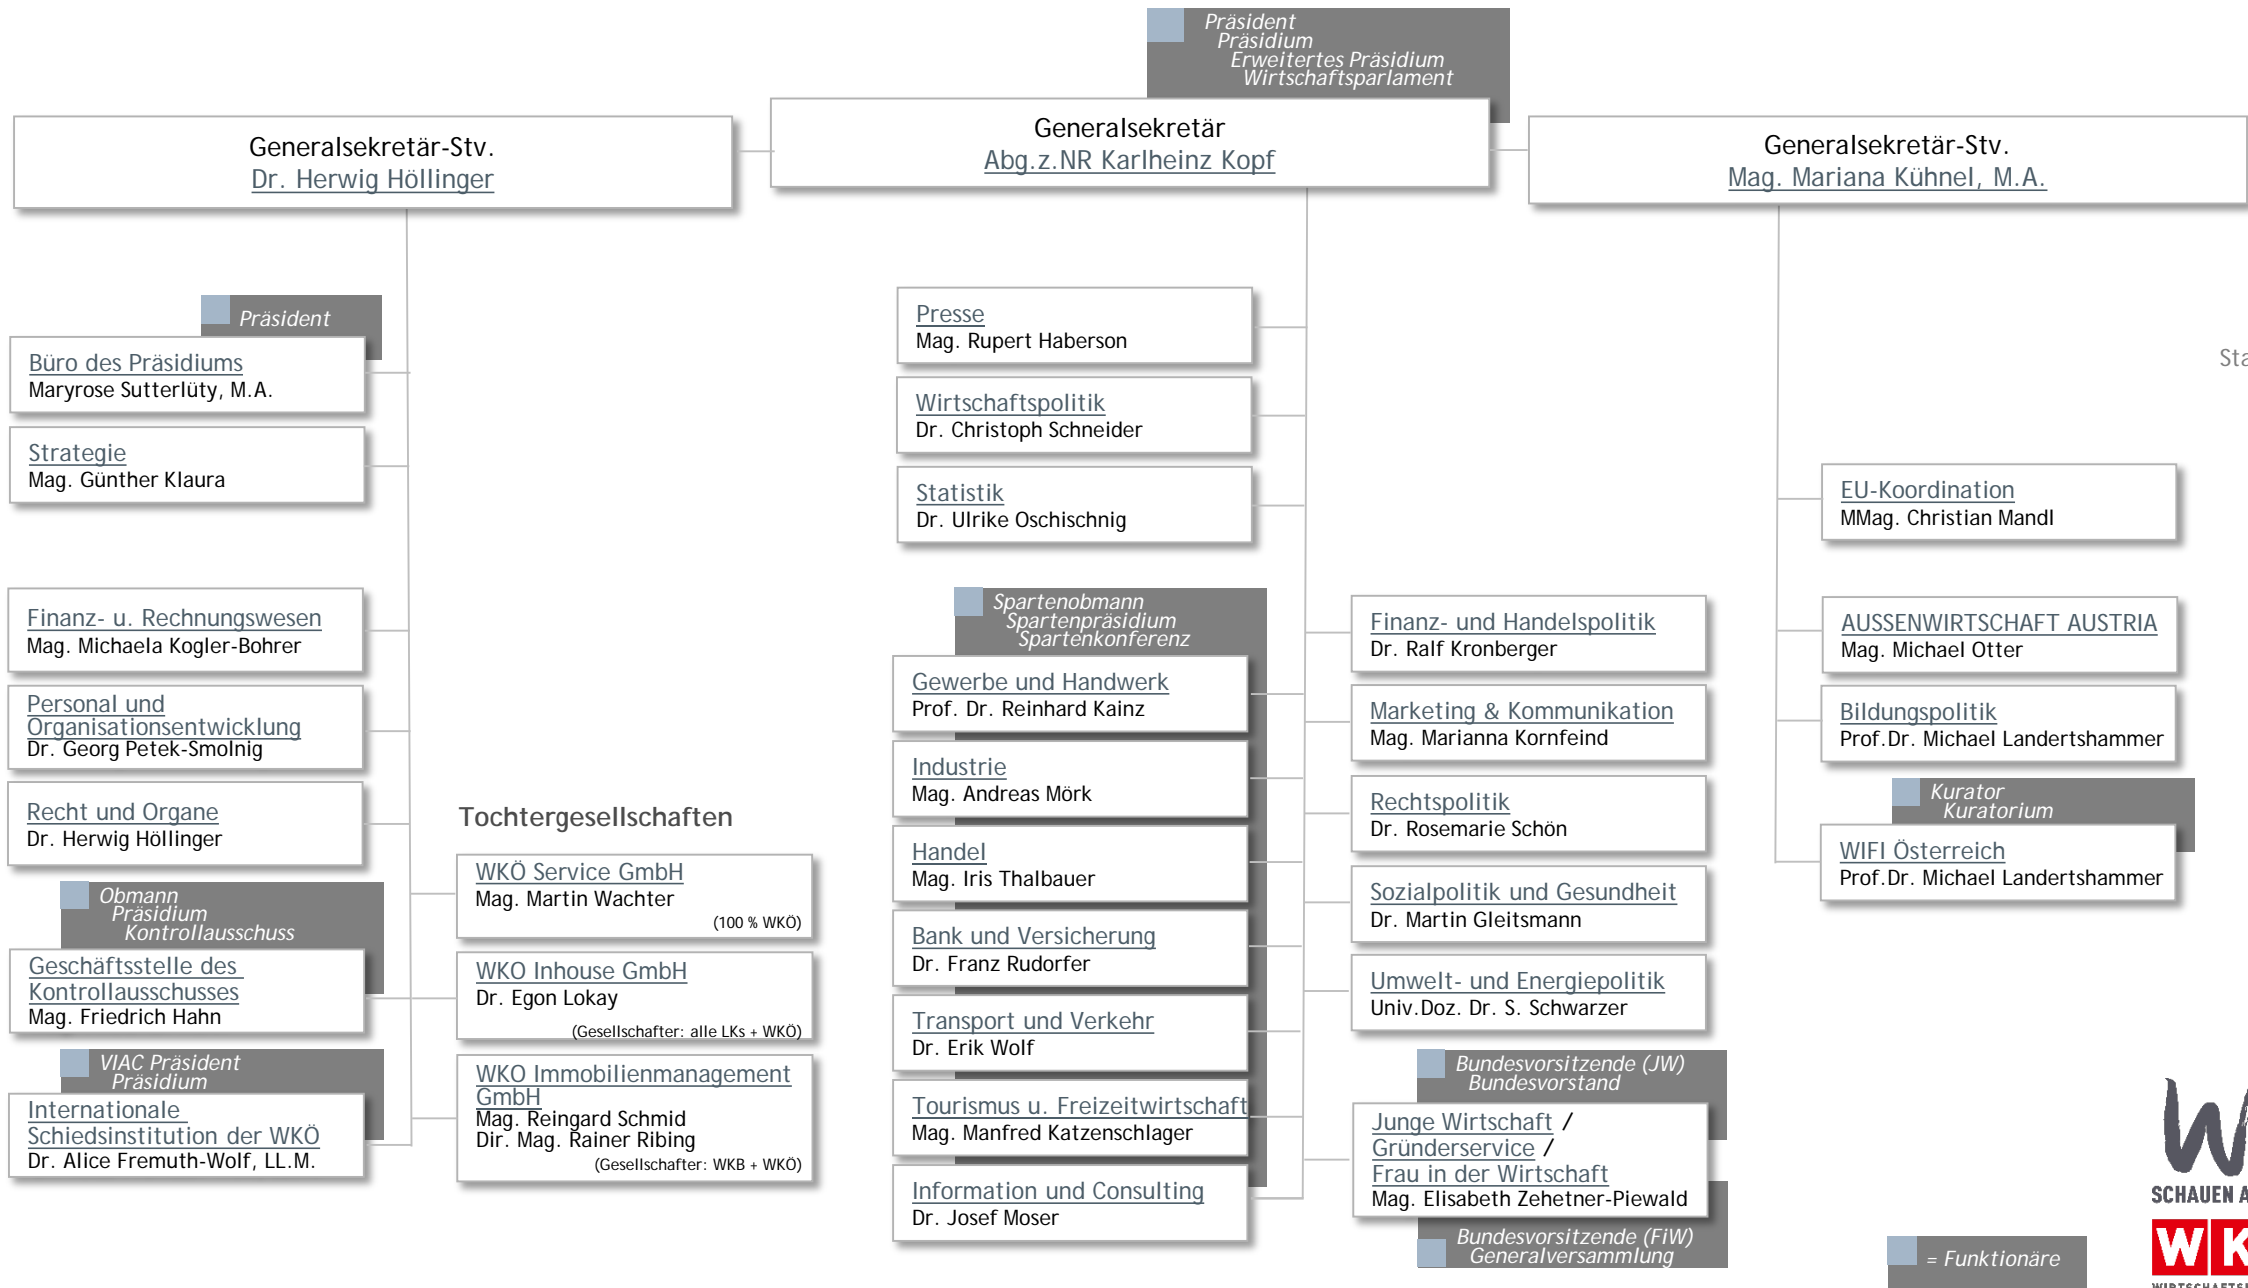 Präsident
Präsidium
Erweitertes Präsidium
Wirtschaftsparlament
Generalsekretär-Stv.
Dr. Herwig Höllinger
Generalsekretär
Abg.z.NR Karlheinz Kopf
Generalsekretär-Stv.
Mag. Mariana Kühnel, M.A.
Präsident
Büro des Präsidiums
Maryrose Sutterlüty, M.A.
Strategie
Mag. Günther Klaura
Finanz- u. Rechnungswesen
Mag. Michaela Kogler-Bohrer
Personal und
Organisationsentwicklung
Dr. Georg Petek-Smolnig
Recht und Organe
Dr. Herwig Höllinger
Obmann
Präsidium
Kontrollausschuss
Geschäftsstelle des
Kontrollausschusses
Mag. Friedrich Hahn
VIAC Präsident
Präsidium
Internationale
Schiedsinstitution der WKÖ
Dr. Alice Fremuth-Wolf, LL.M.
Tochtergesellschaften
WKÖ Service GmbH
Mag. Martin Wachter
(100 % WKÖ)
WKO Inhouse GmbH
Dr. Egon Lokay
(Gesellschafter: alle LKs + WKÖ)
WKO Immobilienmanagement
GmbH
Mag. Reingard Schmid
Dir. Mag. Rainer Ribing
(Gesellschafter: WKB + WKÖ)
Presse
Mag. Rupert Haberson
Wirtschaftspolitik
Dr. Christoph Schneider
Statistik
Dr. Ulrike Oschischnig
Spartenobmann
Spartenpräsidium
Spartenkonferenz
Gewerbe und Handwerk
Prof. Dr. Reinhard Kainz
Industrie
Mag. Andreas Mörk
Handel
Mag. Iris Thalbauer
Bank und Versicherung
Dr. Franz Rudorfer
Transport und Verkehr
Dr. Erik Wolf
Tourismus u. Freizeitwirtschaft
Mag. Manfred Katzenschlager
Information und Consulting
Dr. Josef Moser
Finanz- und Handelspolitik
Dr. Ralf Kronberger
Marketing & Kommunikation
Mag. Marianna Kornfeind
Rechtspolitik
Dr. Rosemarie Schön
Sozialpolitik und Gesundheit
Dr. Martin Gleitsmann
Umwelt- und Energiepolitik
Univ.Doz. Dr. S. Schwarzer
Bundesvorsitzende (JW)
Bundesvorstand
Junge Wirtschaft /
Gründerservice /
Frau in der Wirtschaft
Mag. Elisabeth Zehetner-Piewald
Bundesvorsitzende (FiW)
Generalversammlung
Sta
EU-Koordination
MMag. Christian Mandl
AUSSENWIRTSCHAFT AUSTRIA
Mag. Michael Otter
Bildungspolitik
Prof.Dr. Michael Landertshammer
Kurator
Kuratorium
WIFI Österreich
Prof.Dr. Michael Landertshammer
= Funktionäre
W
SCHAUEN A
WK